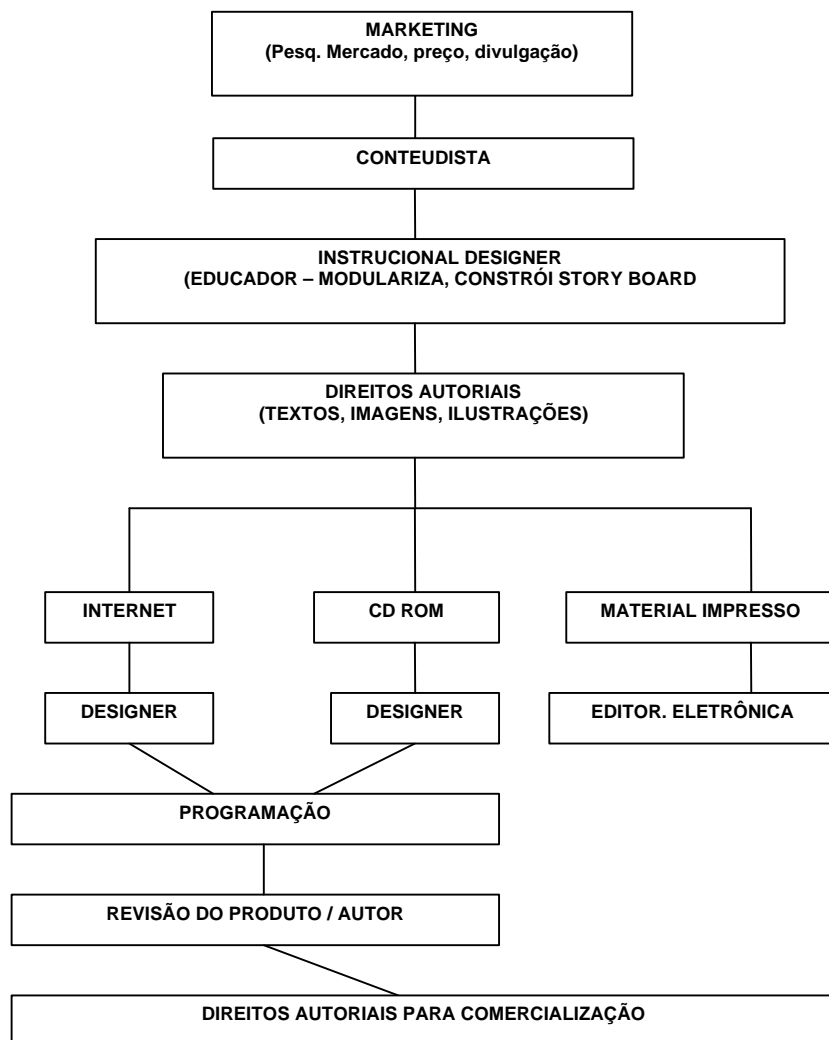 MARKETING
(Pesq. Mercado, preço, divulgação)
CONTEUDISTA
INSTRUCIONAL DESIGNER
(EDUCADOR – MODULARIZA, CONSTRÓI STORY BOARD
DIREITOS AUTORIAIS
(TEXTOS, IMAGENS, ILUSTRAÇÕES)
INTERNET
CD ROM
MATERIAL IMPRESSO
DESIGNER
DESIGNER
EDITOR. ELETRÔNICA
PROGRAMAÇÃO
REVISÃO DO PRODUTO / AUTOR
DIREITOS AUTORIAIS PARA COMERCIALIZAÇÃO